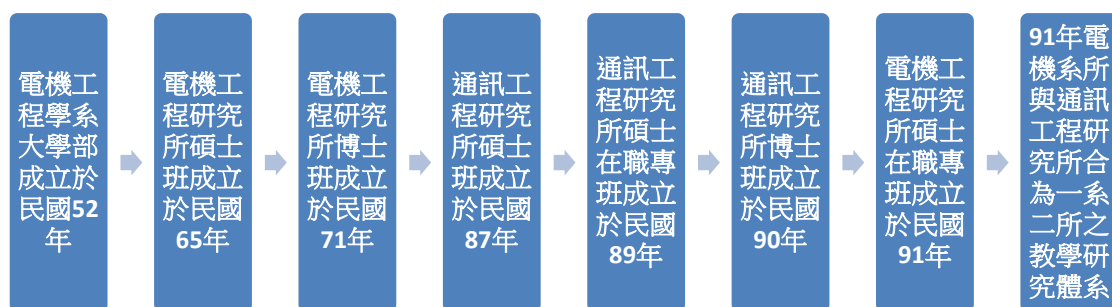 電機工
程學系
大學部
成立於
民國52
年
電機工
程研究
所碩士
班成立
於民國
65年
電機工
程研究
所博士
班成立
於民國
71年
通訊工
程研究
所碩士
班成立
於民國
87年
通訊工
程研究
所碩士
在職專
班成立
於民國
89年
通訊工
程研究
所博士
班成立
於民國
90年
電機工
程研究
所碩士
在職專
班成立
於民國
91年
91年電
機系所
與通訊
工程研
究所合
為一系
二所之
教學研
究體系